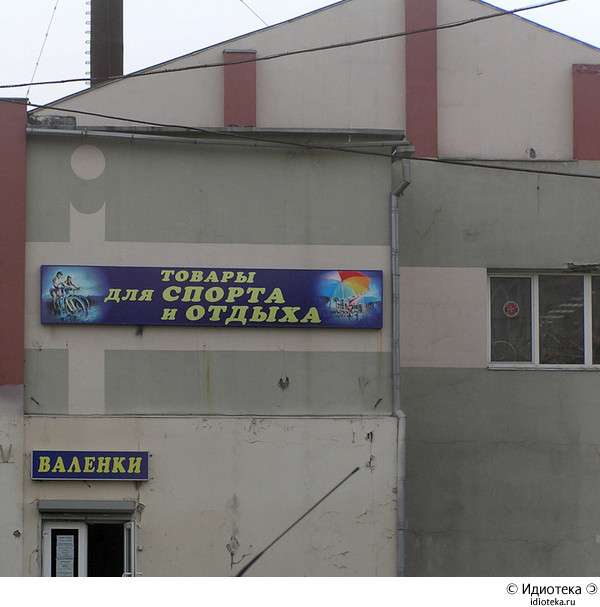 ТОВАРЫ
для СПОРТА
и ОТДЫХА
ВАЛЕНКИ
© Идиотека
idioteka.ru